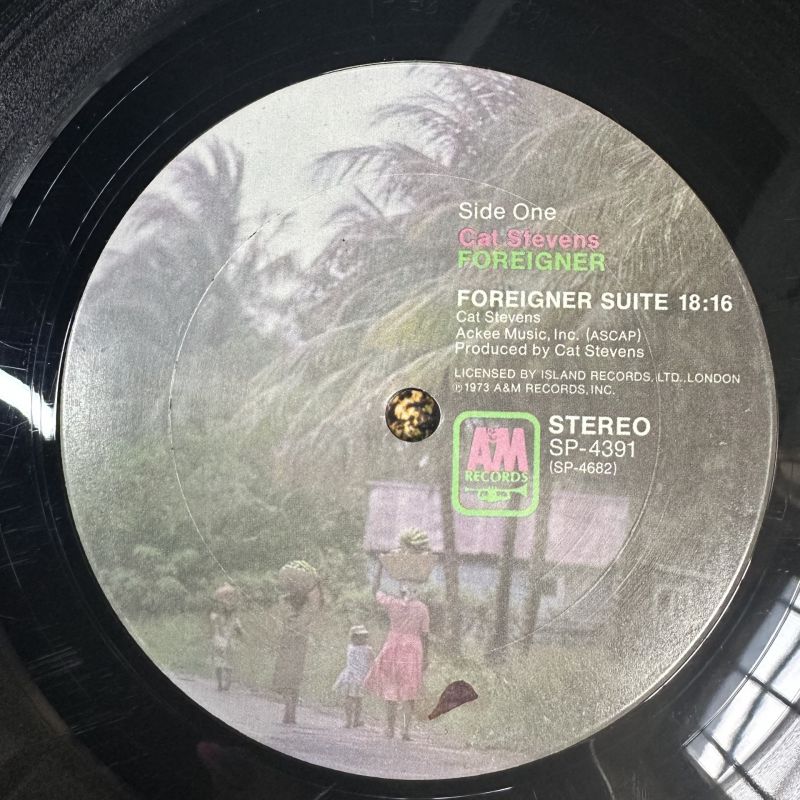 Side One
Cat Stevens
FOREIGNER
FOREIGNER SUITE 18:16
Cat Stevens
Ackee Music, Inc. (ASCAP)
Produced by Cat Stevens
LICENSED BY ISLAND RECORDS, LTD., LONDON
℗1973 A&M RECORDS, INC.
A&M
RECORDS
STEREO
SP-4391
(SP-4682)